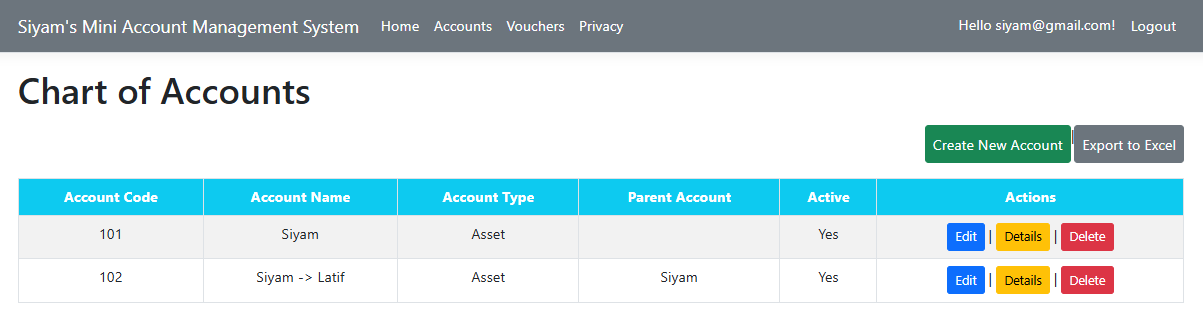 Siyam's Mini Account Management System Home Accounts Vouchers Privacy Hello siyam@gmail.com! Logout
Chart of Accounts
Create New Account | Export to Excel
Account Code Account Name Account Type Parent Account Active Actions
101 Siyam Asset Yes Edit | Details | Delete
102 Siyam -> Latif Asset Siyam Yes Edit | Details | Delete